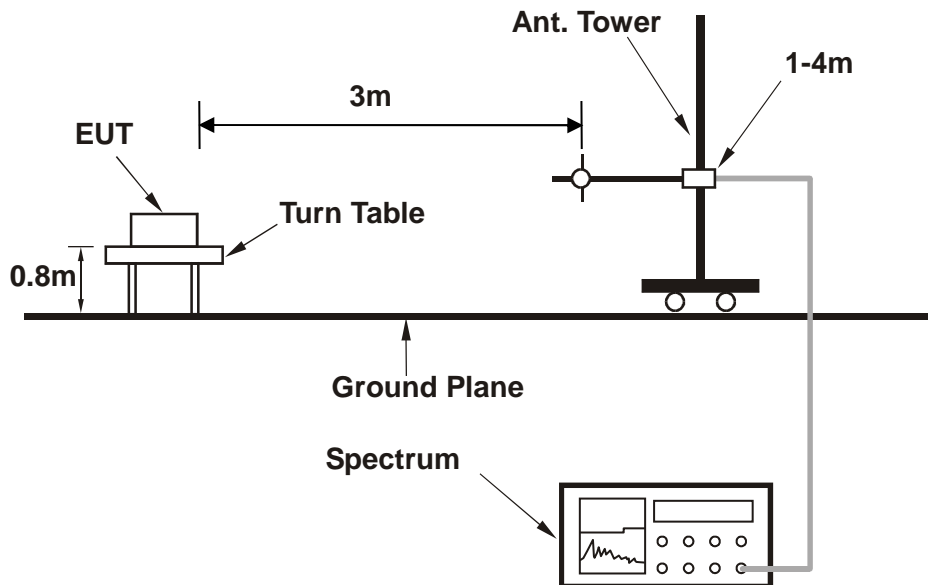 Ant. Tower
1-4m
3m
EUT
Turn Table
0.8m
Ground Plane
Spectrum